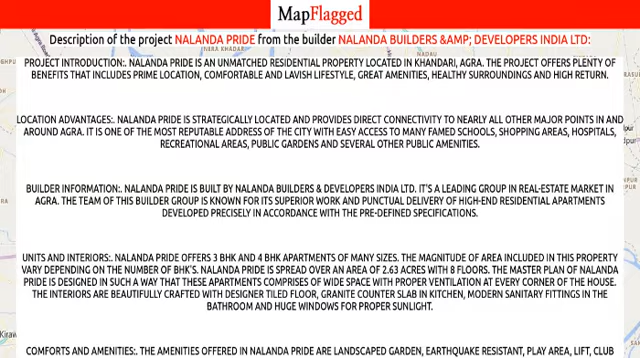 MapFlagged
Description of the project NALANDA PRIDE from the builder NALANDA BUILDERS &AMP; DEVELOPERS INDIA LTD:
PROJECT INTRODUCTION:. NALANDA PRIDE IS AN UNMATCHED RESIDENTIAL PROPERTY LOCATED IN KHANDARI, AGRA. THE PROJECT OFFERS PLENTY OF
BENEFITS THAT INCLUDES PRIME LOCATION, COMFORTABLE AND LAVISH LIFESTYLE, GREAT AMENITIES, HEALTHY SURROUNDINGS AND HIGH RETURN.
LOCATION ADVANTAGES:. NALANDA PRIDE IS STRATEGICALLY LOCATED AND PROVIDES DIRECT CONNECTIVITY TO NEARLY ALL OTHER MAJOR POINTS IN AND
AROUND AGRA. IT IS ONE OF THE MOST REPUTABLE ADDRESS OF THE CITY WITH EASY ACCESS TO MANY FAMED SCHOOLS, SHOPPING AREAS, HOSPITALS,
RECREATIONAL AREAS, PUBLIC GARDENS AND SEVERAL OTHER PUBLIC AMENITIES.
BUILDER INFORMATION:. NALANDA PRIDE IS BUILT BY NALANDA BUILDERS & DEVELOPERS INDIA LTD. IT'S A LEADING GROUP IN REAL-ESTATE MARKET IN
AGRA. THE TEAM OF THIS BUILDER GROUP IS KNOWN FOR ITS SUPERIOR WORK AND PUNCTUAL DELIVERY OF HIGH-END RESIDENTIAL APARTMENTS
DEVELOPED PRECISELY IN ACCORDANCE WITH THE PRE-DEFINED SPECIFICATIONS.
UNITS AND INTERIORS:. NALANDA PRIDE OFFERS 3 BHK AND 4 BHK APARTMENTS OF MANY SIZES. THE MAGNITUDE OF AREA INCLUDED IN THIS PROPERTY
VARY DEPENDING ON THE NUMBER OF BHK'S. NALANDA PRIDE IS SPREAD OVER AN AREA OF 2.63 ACRES WITH 8 FLOORS. THE MASTER PLAN OF NALANDA
PRIDE IS DESIGNED IN SUCH A WAY THAT THESE APARTMENTS COMPRISES OF WIDE SPACE WITH PROPER VENTILATION AT EVERY CORNER OF THE HOUSE.
THE INTERIORS ARE BEAUTIFULLY CRAFTED WITH DESIGNER TILED FLOOR, GRANITE COUNTER SLAB IN KITCHEN, MODERN SANITARY FITTINGS IN THE
BATHROOM AND HUGE WINDOWS FOR PROPER SUNLIGHT.
Kiraw
COMFORTS AND AMENITIES:. THE AMENITIES OFFERED IN NALANDA PRIDE ARE LANDSCAPED GARDEN, EARTHQUAKE RESISTANT, PLAY AREA, LIFT, CLUB